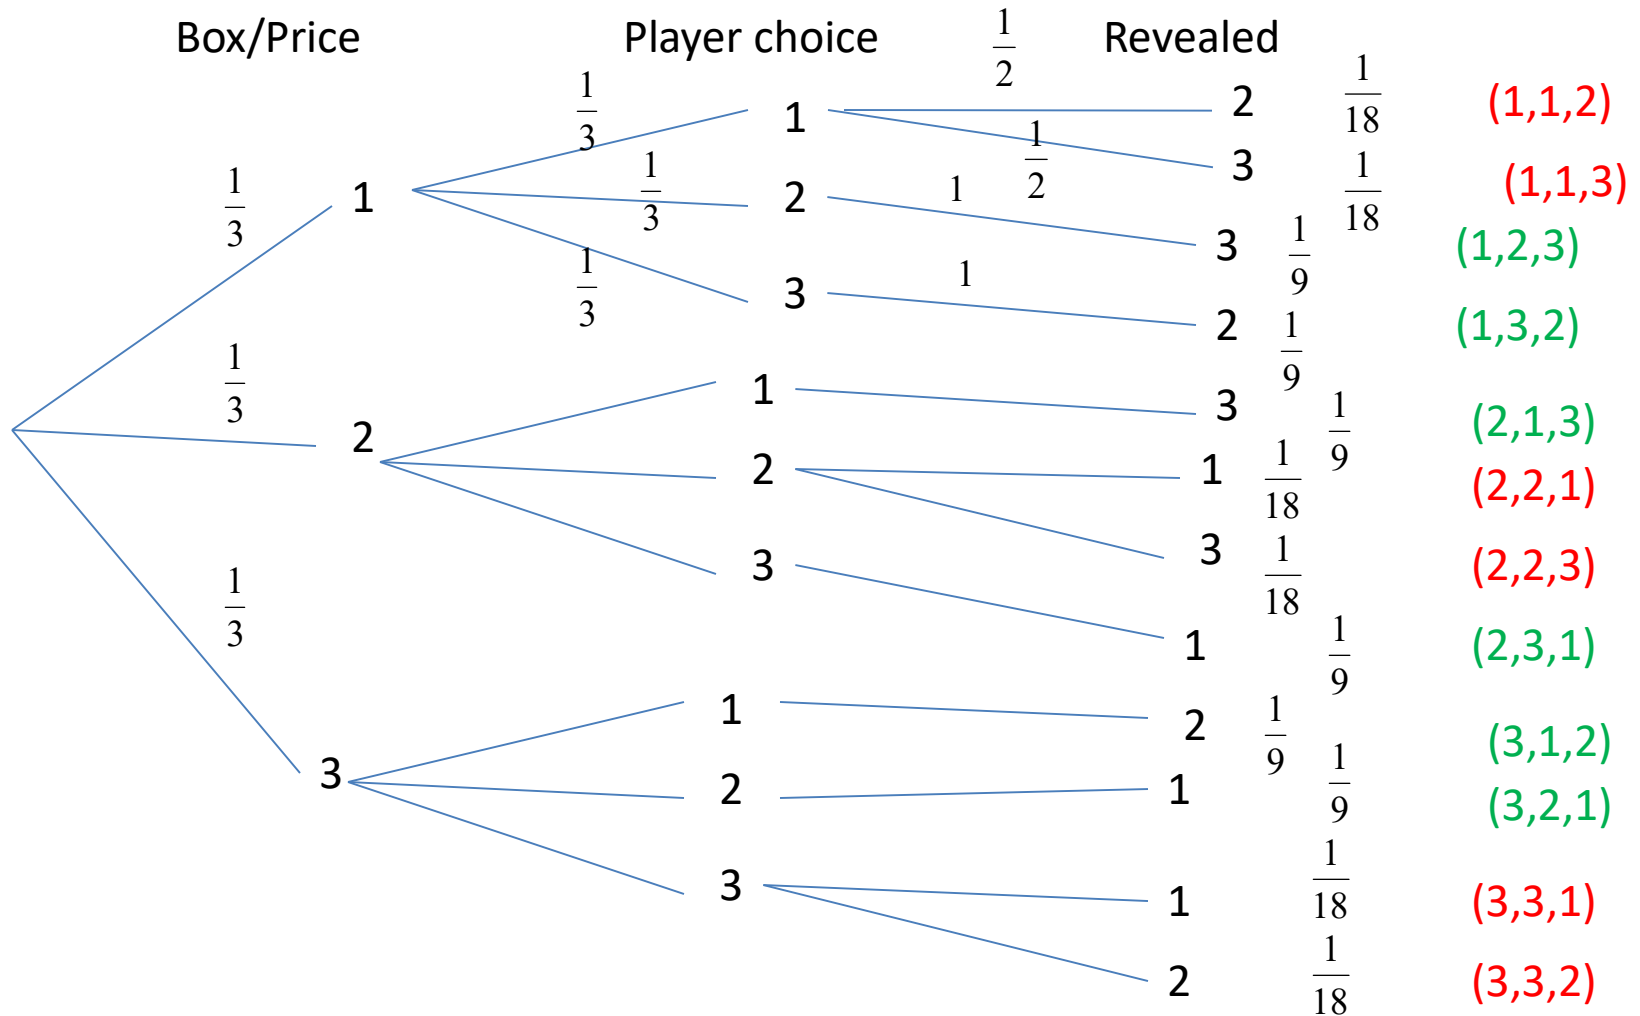 Box/Price Player choice 1/2 Revealed
1/3 1 2 1/18 (1,1,2)
1/3 1 1/3 2 1 1/2 3 1/18 (1,1,3)
3 1/9 (1,2,3)
1/3 3 1 2 1/9 (1,3,2)
1/3 2 1 3 1/9 (2,1,3)
2 1 1/18 (2,2,1)
3 1/18 (2,2,3)
3 1 1/9 (2,3,1)
1/3 3 1 2 1/9 (3,1,2)
2 1 1/9 (3,2,1)
3 1 1/18 (3,3,1)
2 1/18 (3,3,2)